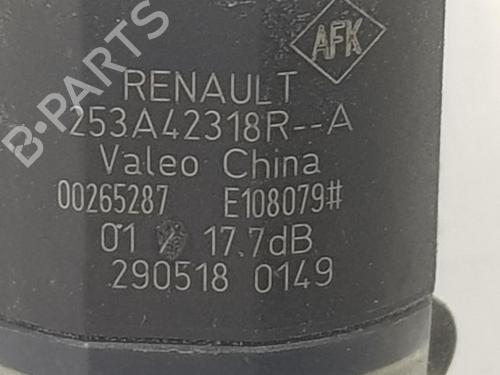 B-PARTS
AFK
RENAULT
253A42318R--A
Valeo China
00265287 E108079#
01 17.7dB
290518 0149